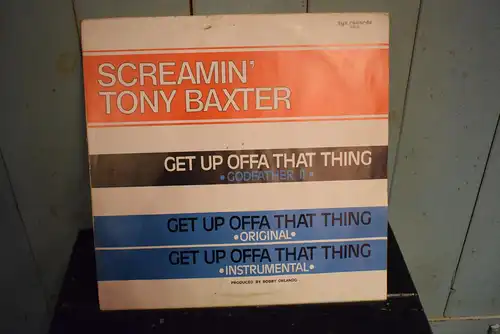 SCREAMIN'
TONY BAXTER
GET UP OFFA THAT THING
•GODFATHER II•
GET UP OFFA THAT THING
•ORIGINAL•
GET UP OFFA THAT THING
•INSTRUMENTAL•
PRODUCED BY BOBBY ORLANDO